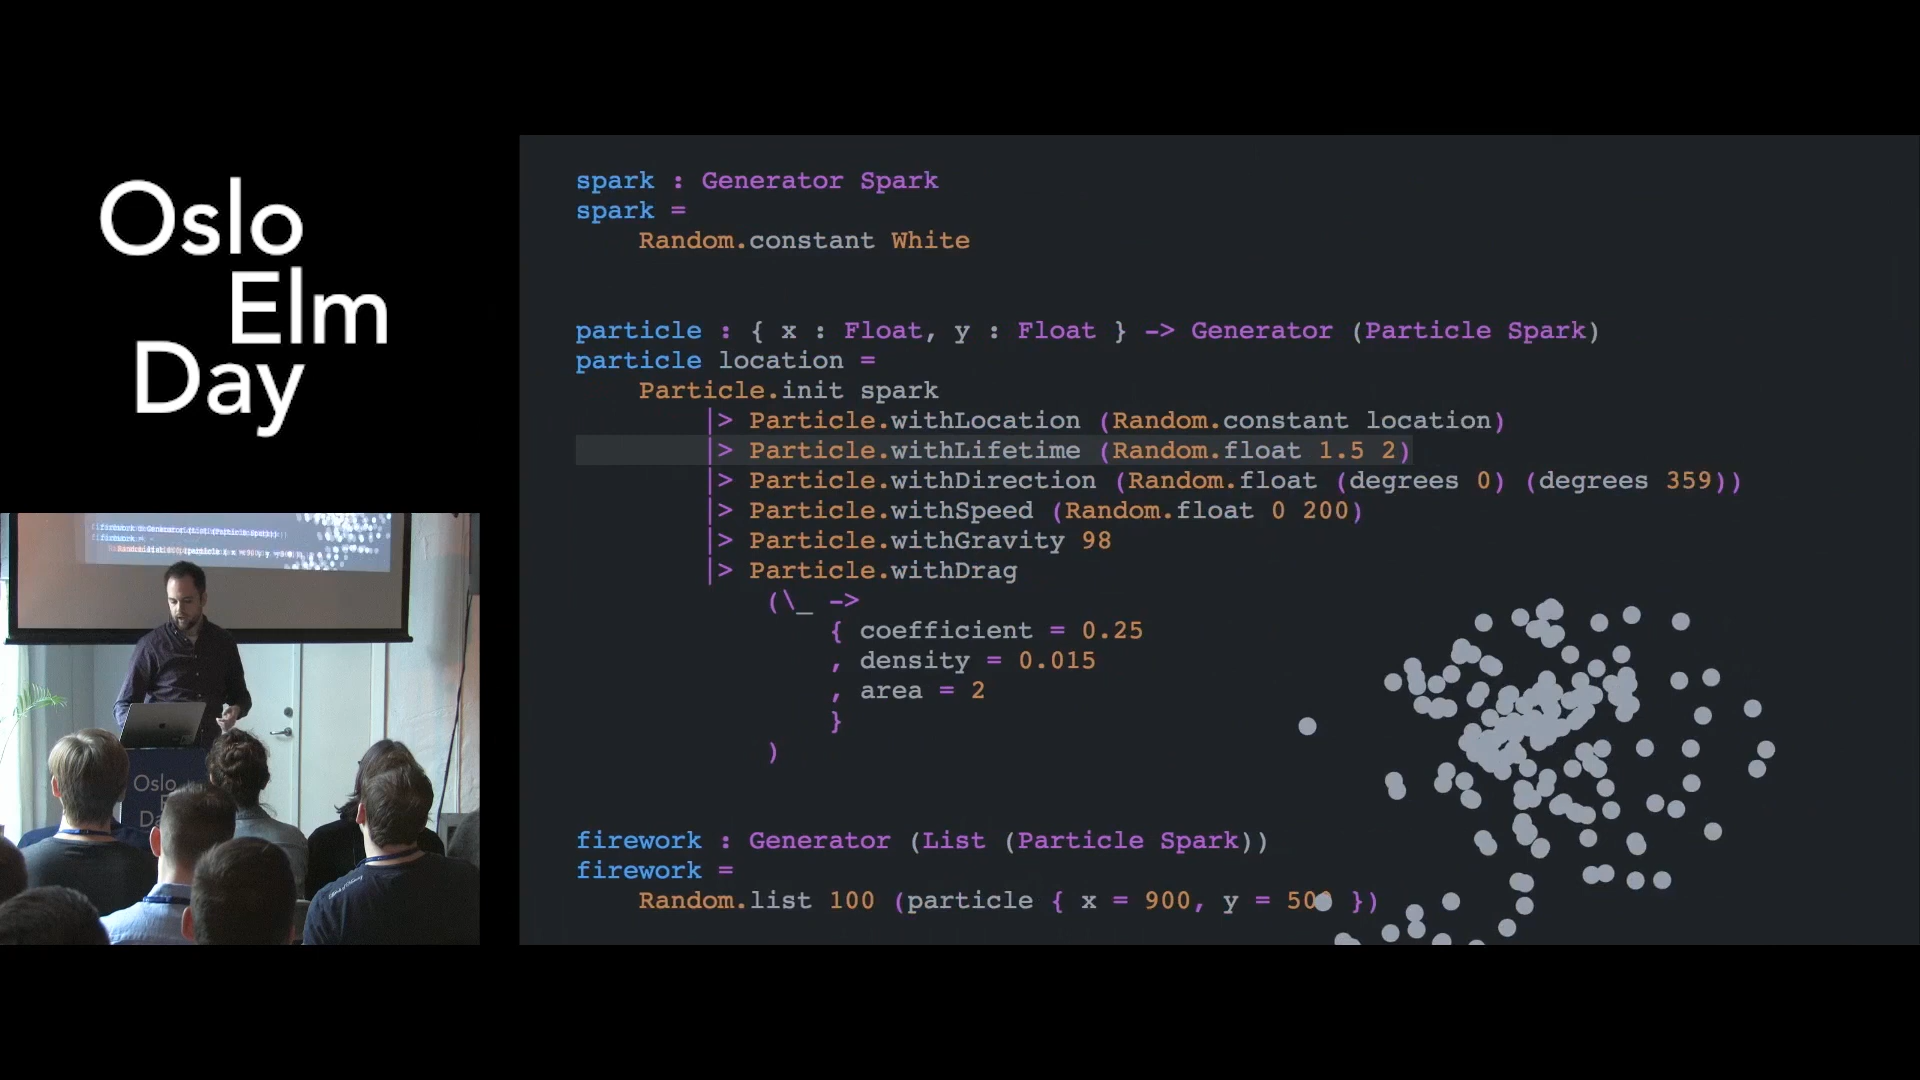 Oslo
Elm
Day
spark : Generator Spark
spark =
    Random.constant White
particle : { x : Float, y : Float } -> Generator (Particle Spark)
particle location =
    Particle.init spark
        |> Particle.withLocation (Random.constant location)
        |> Particle.withLifetime (Random.float 1.5 2)
        |> Particle.withDirection (Random.float (degrees 0) (degrees 359))
        |> Particle.withSpeed (Random.float 0 200)
        |> Particle.withGravity 98
        |> Particle.withDrag
            (\_ ->
                { coefficient = 0.25
                , density = 0.015
                , area = 2
                }
            )
firework : Generator (List (Particle Spark))
firework =
    Random.list 100 (particle { x = 900, y = 500 })
Oslo